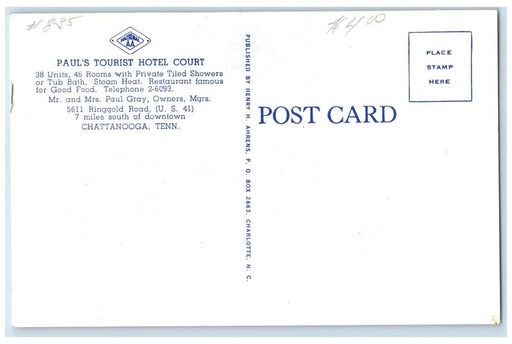 #835
$4.00
NATIONAL
AA
PAUL'S TOURIST HOTEL COURT
38 Units, 46 Rooms with Private Tiled Showers
or Tub Bath. Steam Heat. Restaurant famous
for Good Food. Telephone 2-6093.
Mr. and Mrs. Paul Gray, Owners, Mgrs.
5611 Ringgold Road, (U. S. 41)
7 miles south of downtown
CHATTANOOGA, TENN.
PUBLISHED BY HENRY H. AHRENS, P. O. BOX 2663, CHARLOTTE, N. C.
POST CARD
PLACE
STAMP
HERE